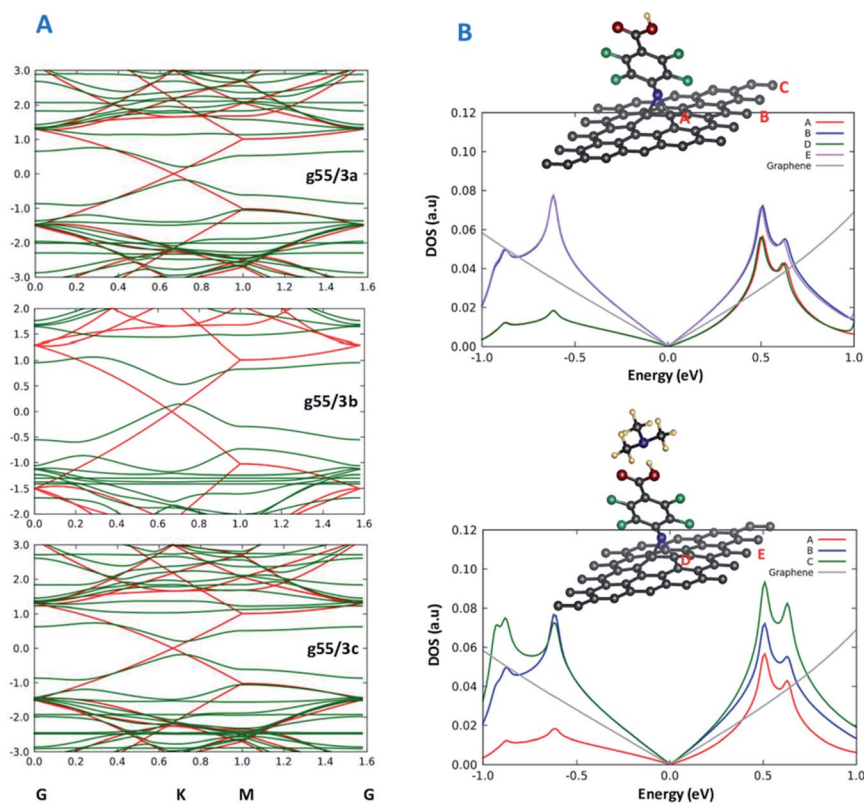 A
3.0
2.0
1.0
0.0
-1.0
-2.0
-3.0
g55/3a
0.0 0.2 0.4 0.6 0.8 1.0 1.2 1.4 1.6
2.0
1.5
1.0
0.5
0.0
-0.5
-1.0
-1.5
-2.0
g55/3b
0.0 0.2 0.4 0.6 0.8 1.0 1.2 1.4 1.6
3.0
2.0
1.0
0.0
-1.0
-2.0
-3.0
g55/3c
0.0 0.2 0.4 0.6 0.8 1.0 1.2 1.4 1.6
G K M G
B
C
A B
0.12
0.10
0.08
0.06
0.04
0.02
0.00
DOS (a.u)
A
B
D
E
Graphene
-1.0 -0.5 0.0 0.5 1.0
Energy (eV)
D E
0.12
0.10
0.08
0.06
0.04
0.02
0.00
DOS (a.u)
A
B
C
Graphene
-1.0 -0.5 0.0 0.5 1.0
Energy (eV)